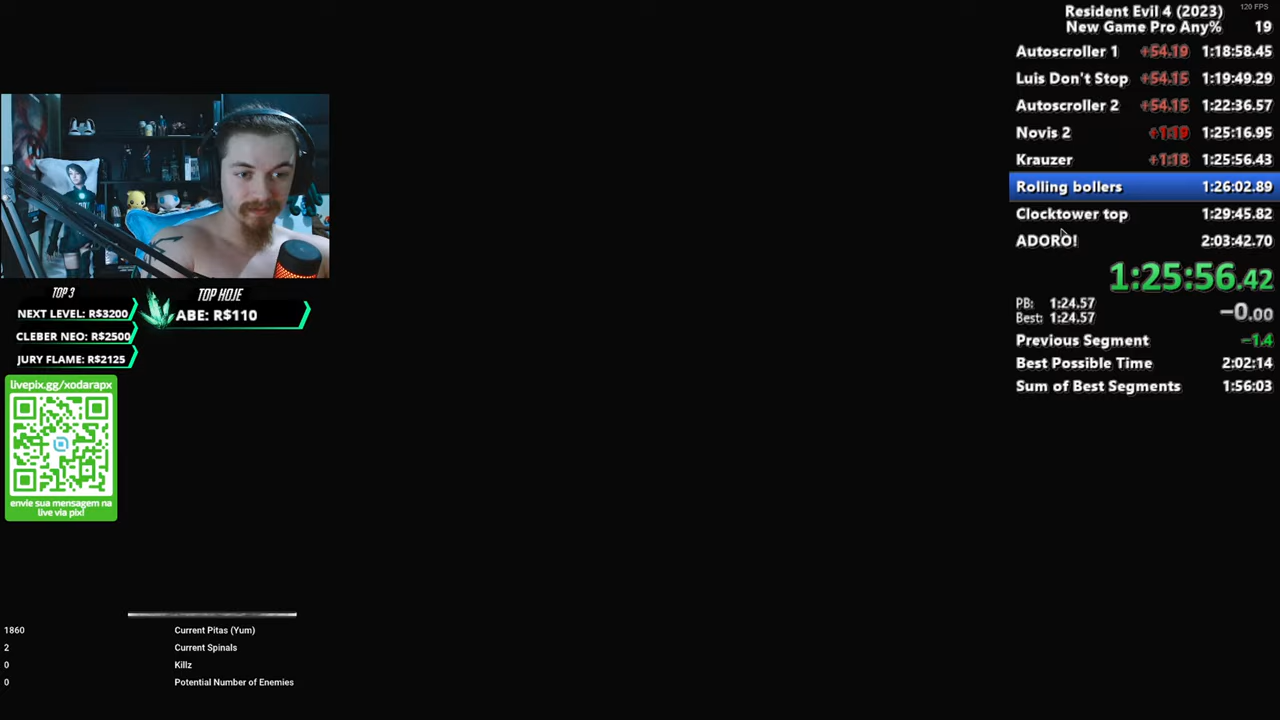 120 FPS
Resident Evil 4 (2023)
New Game Pro Any% 19
Autoscroller 1 +54.19 1:18:58.45
Luis Don't Stop +54.15 1:19:49.29
Autoscroller 2 +54.15 1:22:36.57
Novis 2 +1:19 1:25:16.95
Krauzer +1:18 1:25:56.43
Rolling bollers 1:26:02.89
Clocktower top 1:29:45.82
ADORO! 2:03:42.70
1:25:56.42
PB: 1:24.57
Best: 1:24.57
−0.00
Previous Segment −1.4
Best Possible Time 2:02:14
Sum of Best Segments 1:56:03
TOP 3
NEXT LEVEL: R$3200
CLEBER NEO: R$2500
JURY FLAME: R$2125
TOP HOJE
ABE: R$110
livepix.gg/xodarapx
envie sua mensagem na
live via pix!
1860 Current Pitas (Yum)
2 Current Spinals
0 Killz
0 Potential Number of Enemies